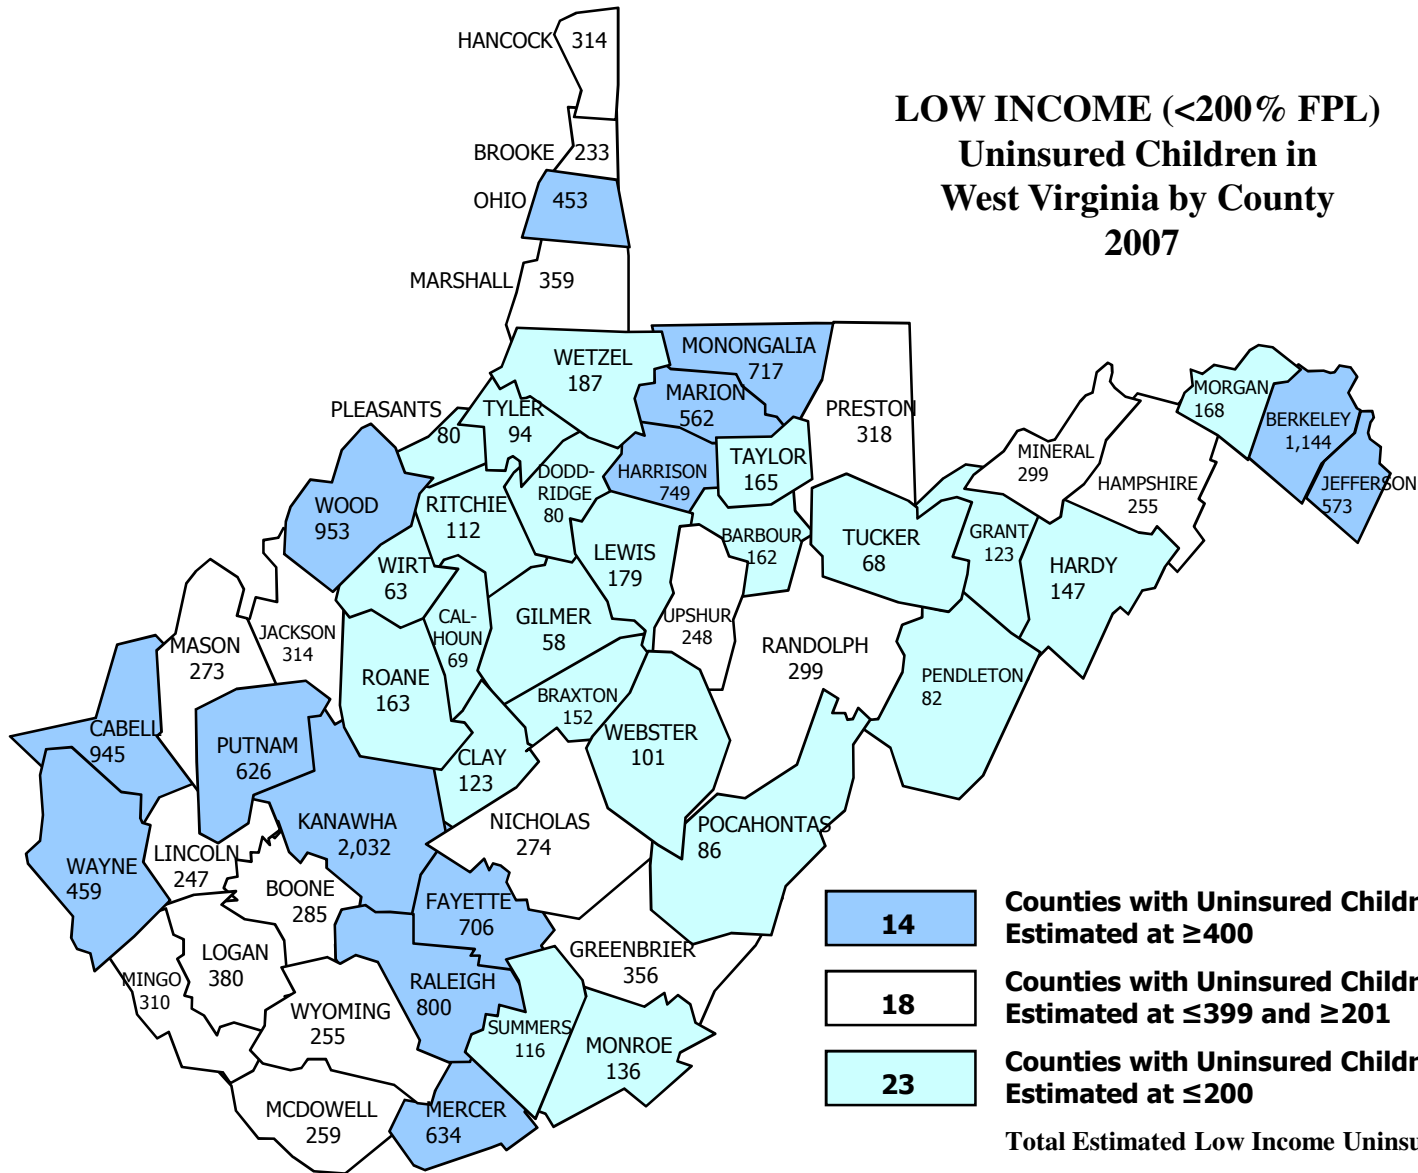 HANCOCK 314
LOW INCOME (<200% FPL)
Uninsured Children in
West Virginia by County
2007
BROOKE 233
OHIO 453
MARSHALL 359
WETZEL
187
MONONGALIA
717
MARION
562
PRESTON
318
MORGAN
168
BERKELEY
1,144
JEFFERSON
573
PLEASANTS
80
TYLER
94
MINERAL
299
HAMPSHIRE
255
DODD-
RIDGE
80
HARRISON
749
TAYLOR
165
WOOD
953
RITCHIE
112
BARBOUR
162
TUCKER
68
GRANT
123
HARDY
147
WIRT
63
LEWIS
179
CAL-
HOUN
69
GILMER
58
UPSHUR
248
RANDOLPH
299
PENDLETON
82
JACKSON
314
MASON
273
ROANE
163
BRAXTON
152
WEBSTER
101
CABELL
945
PUTNAM
626
CLAY
123
KANAWHA
2,032
NICHOLAS
274
POCAHONTAS
86
WAYNE
459
LINCOLN
247
BOONE
285
FAYETTE
706
GREENBRIER
356
LOGAN
380
MINGO
310
RALEIGH
800
WYOMING
255
SUMMERS
116
MONROE
136
MCDOWELL
259
MERCER
634
14
Counties with Uninsured Childr
Estimated at ≥400
18
Counties with Uninsured Childr
Estimated at ≤399 and ≥201
23
Counties with Uninsured Childr
Estimated at ≤200
Total Estimated Low Income Uninsu